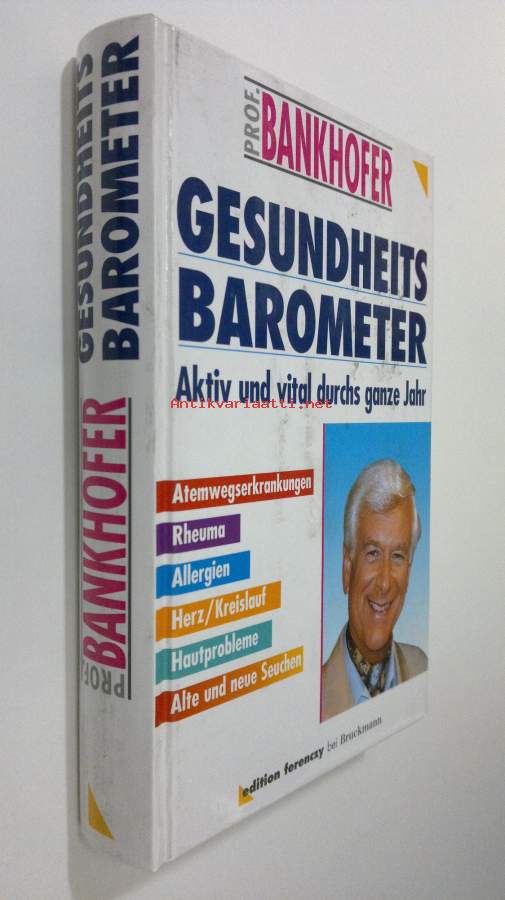 PROF. BANKHOFER
GESUNDHEITS
BAROMETER
PROF. BANKHOFER
GESUNDHEITS
BAROMETER
Aktiv und vital durchs ganze Jahr
Antikvariaatti.net
Atemwegserkrankungen
Rheuma
Allergien
Herz/Kreislauf
Hautprobleme
Alte und neue Seuchen
edition ferenczy bei Bruckmann